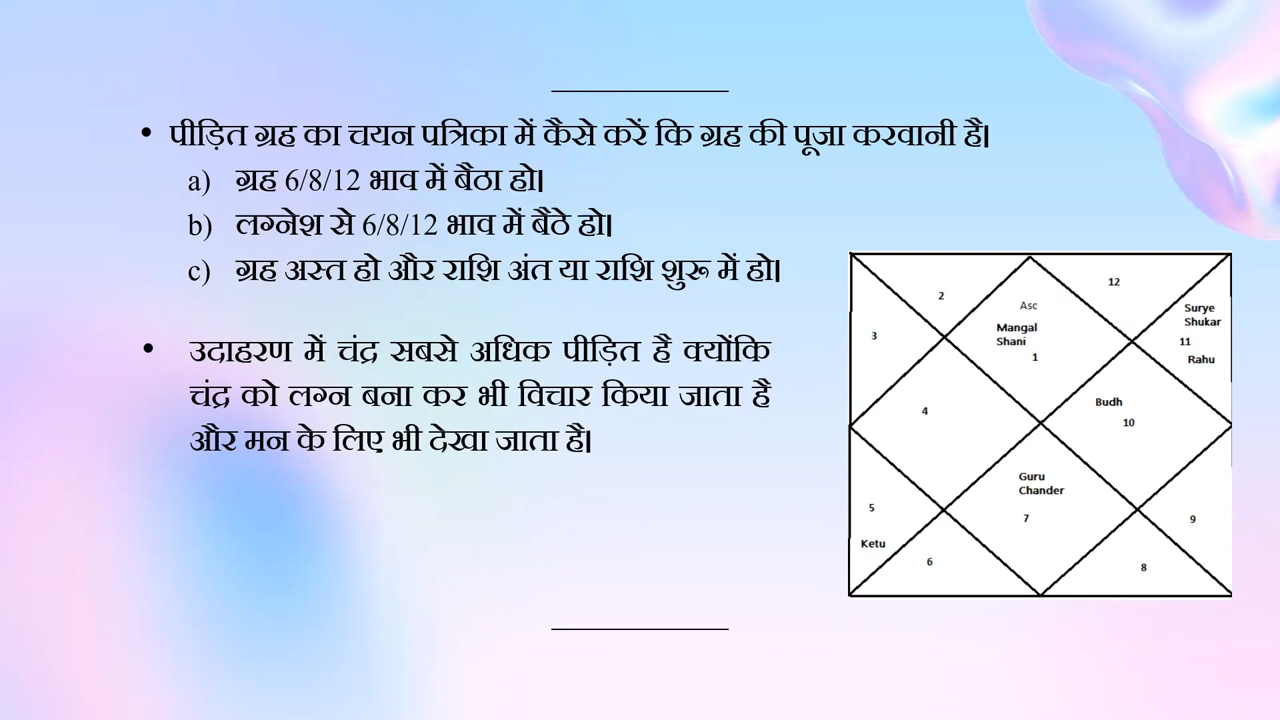 • पीड़ित ग्रह का चयन पत्रिका में कैसे करें कि ग्रह की पूजा करवानी है।
a) ग्रह 6/8/12 भाव में बैठा हो।
b) लग्नेश से 6/8/12 भाव में बैठे हो।
c) ग्रह अस्त हो और राशि अंत या राशि शुरू में हो।
• उदाहरण में चंद्र सबसे अधिक पीड़ित है क्योंकि
चंद्र को लग्न बना कर भी विचार किया जाता है
और मन के लिए भी देखा जाता है।
2
12
Asc
Mangal
Shani
1
3
Surye
Shukar
11
Rahu
4
Budh
10
Guru
Chander
7
5
Ketu
6
9
8